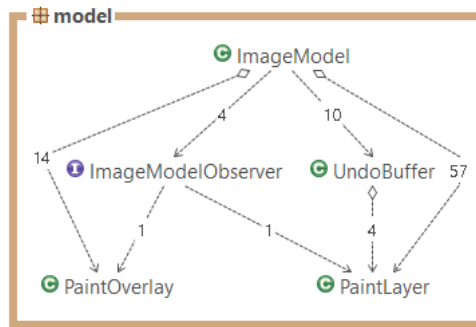 model
C ImageModel
4
10
14
I ImageModelObserver
C UndoBuffer
57
1
1
4
C PaintOverlay
C PaintLayer